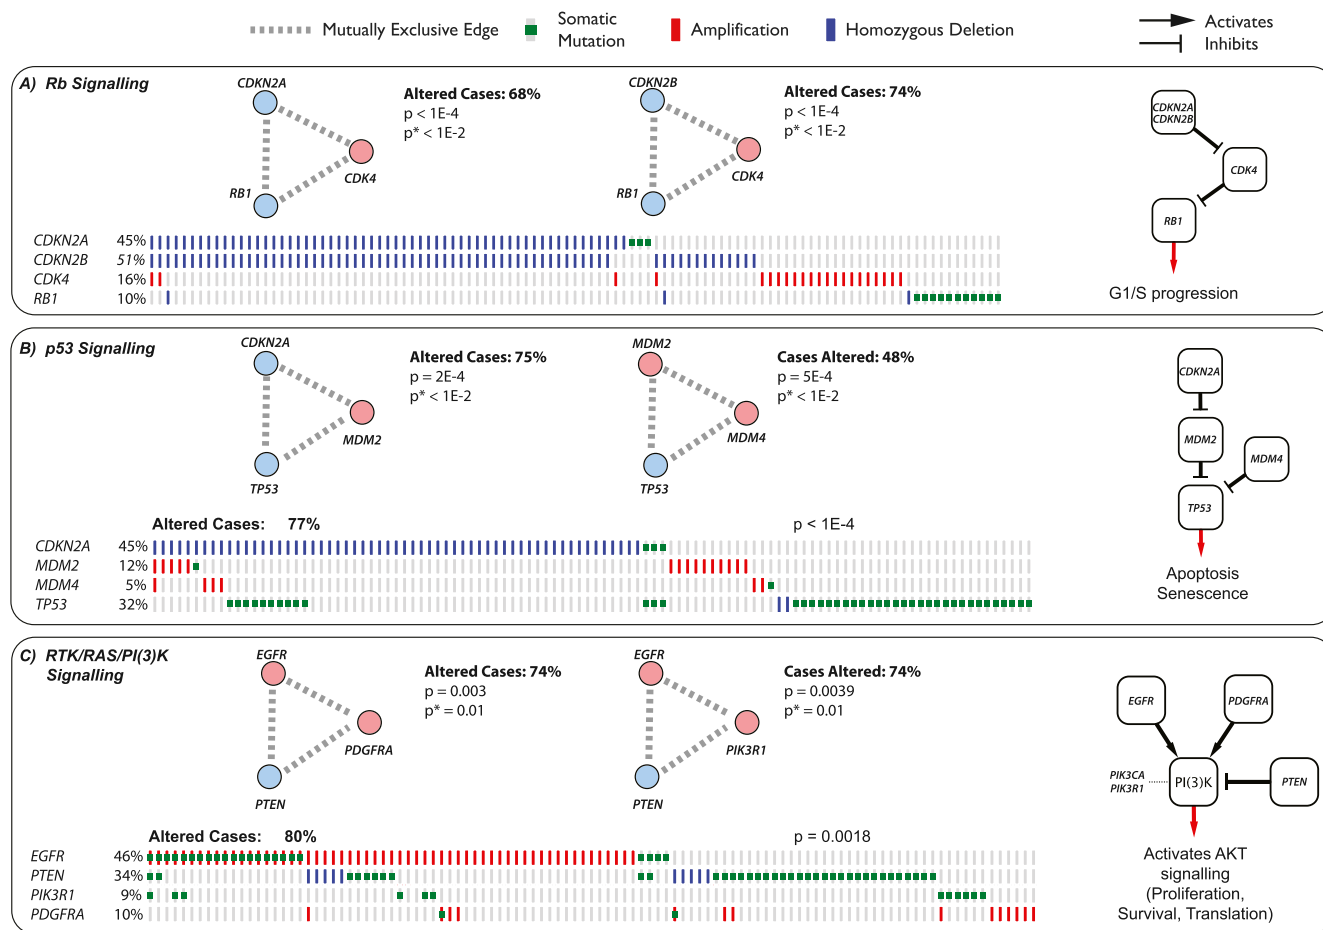 Mutually Exclusive Edge
Somatic
Mutation
Amplification
Homozygous Deletion
Activates
Inhibits
A) Rb Signalling
CDKN2A
CDK4
RB1
Altered Cases: 68%
p < 1E-4
p* < 1E-2
CDKN2B
CDK4
RB1
Altered Cases: 74%
p < 1E-4
p* < 1E-2
CDKN2A 45%
CDKN2B 51%
CDK4 16%
RB1 10%
CDKN2A
CDKN2B
CDK4
RB1
G1/S progression
B) p53 Signalling
CDKN2A
MDM2
TP53
Altered Cases: 75%
p = 2E-4
p* < 1E-2
MDM2
MDM4
TP53
Cases Altered: 48%
p = 5E-4
p* < 1E-2
Altered Cases: 77%
p < 1E-4
CDKN2A 45%
MDM2 12%
MDM4 5%
TP53 32%
CDKN2A
MDM2
MDM4
TP53
Apoptosis
Senescence
C) RTK/RAS/PI(3)K
Signalling
EGFR
PDGFRA
PTEN
Altered Cases: 74%
p = 0.003
p* = 0.01
EGFR
PIK3R1
PTEN
Cases Altered: 74%
p = 0.0039
p* = 0.01
Altered Cases: 80%
p = 0.0018
EGFR 46%
PTEN 34%
PIK3R1 9%
PDGFRA 10%
EGFR
PDGFRA
PIK3CA
PIK3R1
PI(3)K
PTEN
Activates AKT
signalling
(Proliferation,
Survival, Translation)